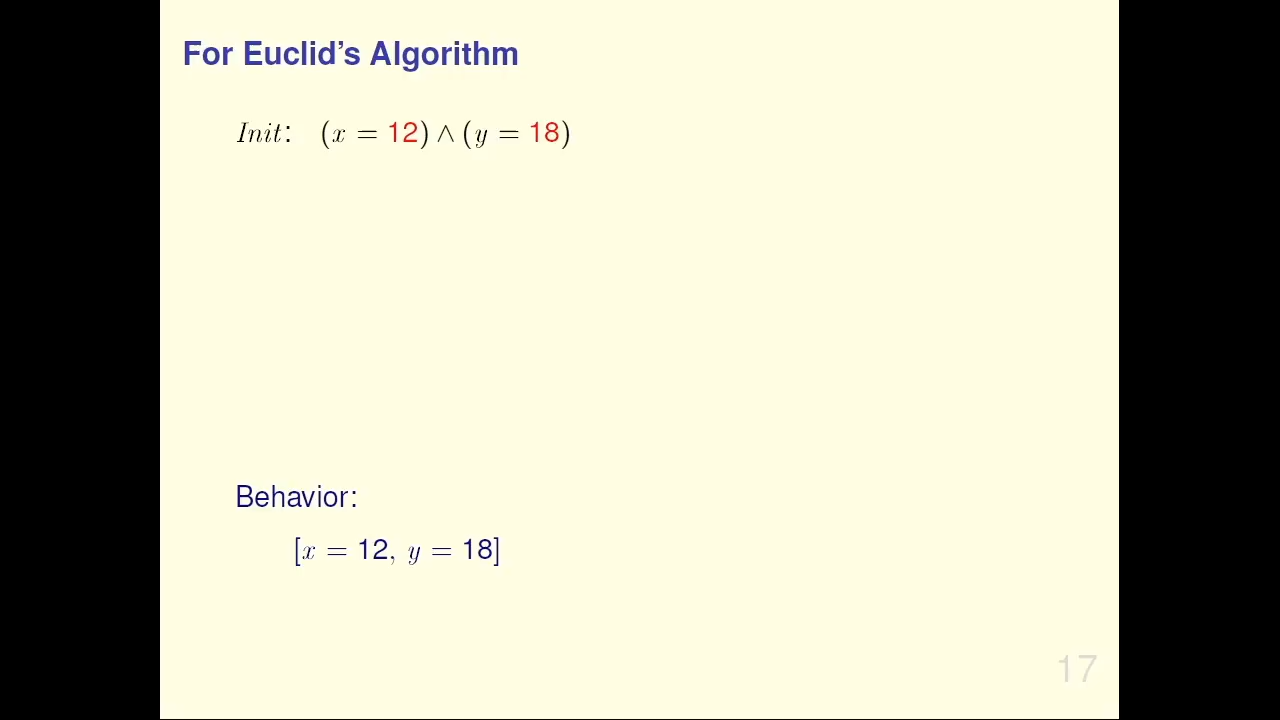 For Euclid's Algorithm
Init: (x = 12) ∧ (y = 18)
Behavior:
[x = 12, y = 18]
17